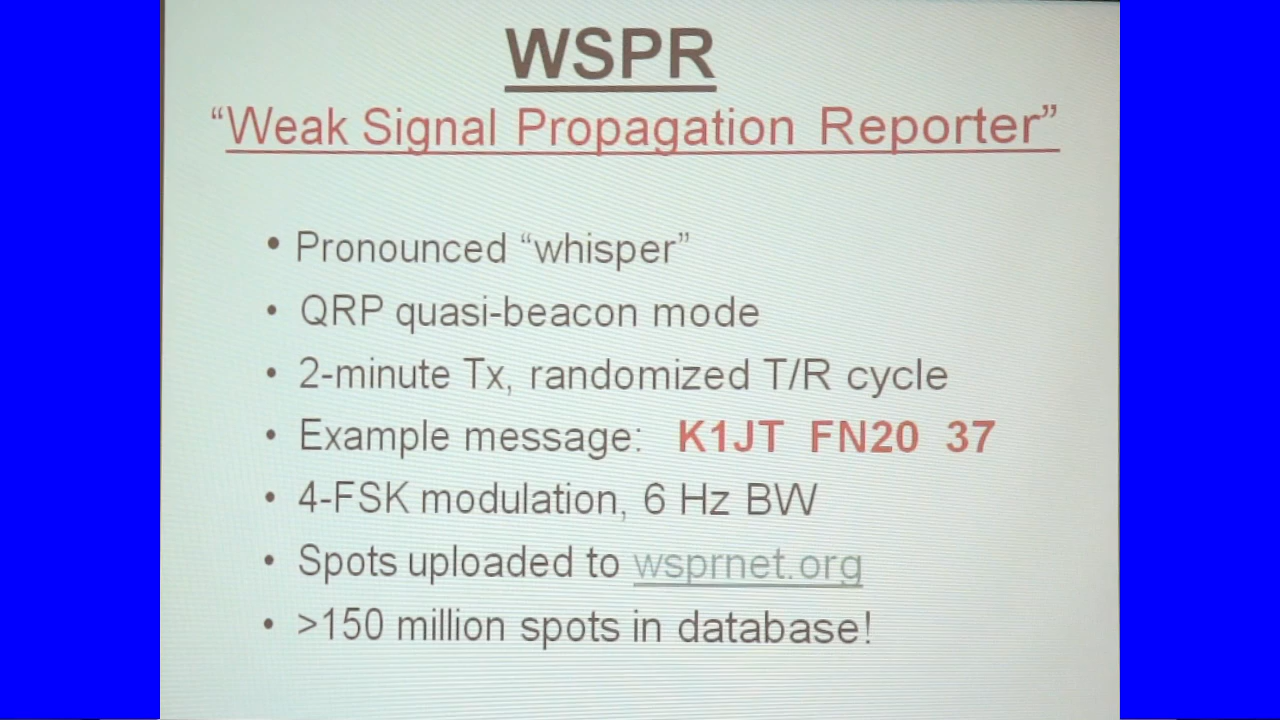 WSPR
“Weak Signal Propagation Reporter”
• Pronounced “whisper”
• QRP quasi-beacon mode
• 2-minute Tx, randomized T/R cycle
• Example message: K1JT FN20 37
• 4-FSK modulation, 6 Hz BW
• Spots uploaded to wsprnet.org
• >150 million spots in database!